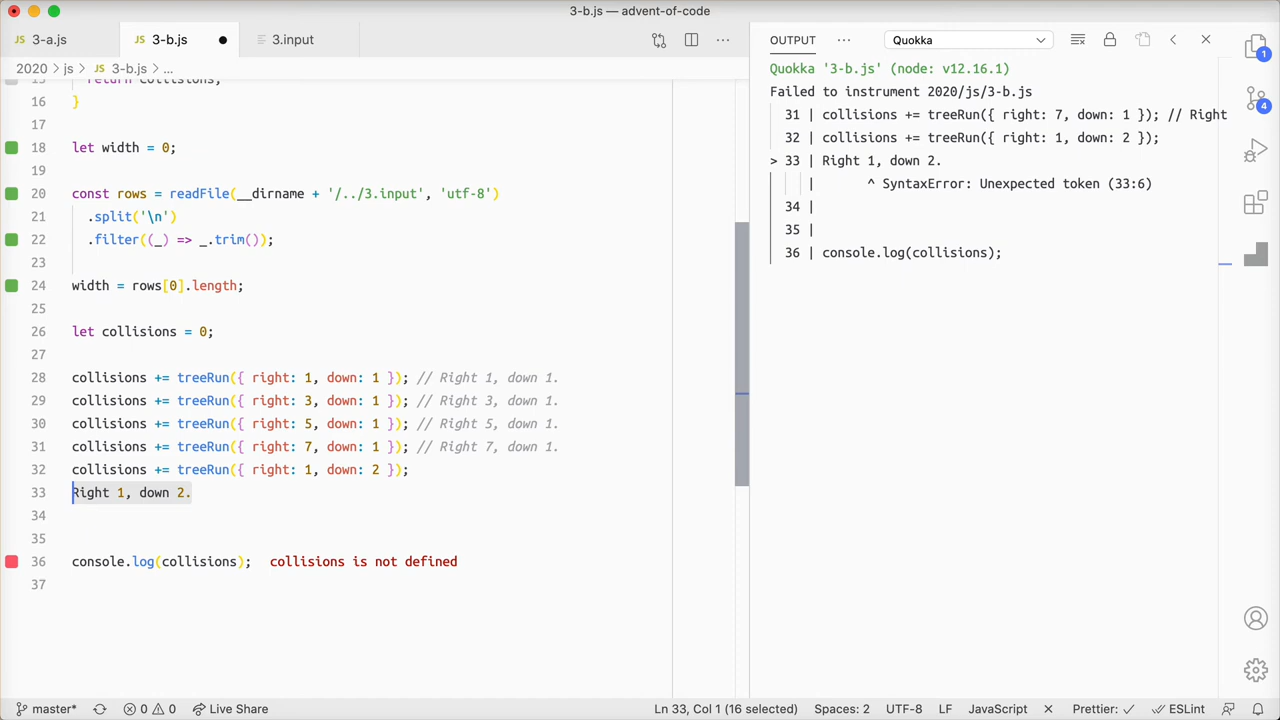 3-b.js — advent-of-code
JS 3-a.js
JS 3-b.js
3.input
OUTPUT
Quokka
2020 > js > JS 3-b.js > ...
15 return collisions;
16 }
17
18 let width = 0;
19
20 const rows = readFile(__dirname + '/../3.input', 'utf-8')
21 .split('\n')
22 .filter((_) => _.trim());
23
24 width = rows[0].length;
25
26 let collisions = 0;
27
28 collisions += treeRun({ right: 1, down: 1 }); // Right 1, down 1.
29 collisions += treeRun({ right: 3, down: 1 }); // Right 3, down 1.
30 collisions += treeRun({ right: 5, down: 1 }); // Right 5, down 1.
31 collisions += treeRun({ right: 7, down: 1 }); // Right 7, down 1.
32 collisions += treeRun({ right: 1, down: 2 });
33 Right 1, down 2.
34
35
36 console.log(collisions); collisions is not defined
37
Quokka '3-b.js' (node: v12.16.1)
Failed to instrument 2020/js/3-b.js
31 | collisions += treeRun({ right: 7, down: 1 }); // Right
32 | collisions += treeRun({ right: 1, down: 2 });
> 33 | Right 1, down 2.
| ^ SyntaxError: Unexpected token (33:6)
34 |
35 |
36 | console.log(collisions);
1
4
master*
0 0
Live Share
Ln 33, Col 1 (16 selected)
Spaces: 2
UTF-8
LF
JavaScript
Prettier: ✓
ESLint